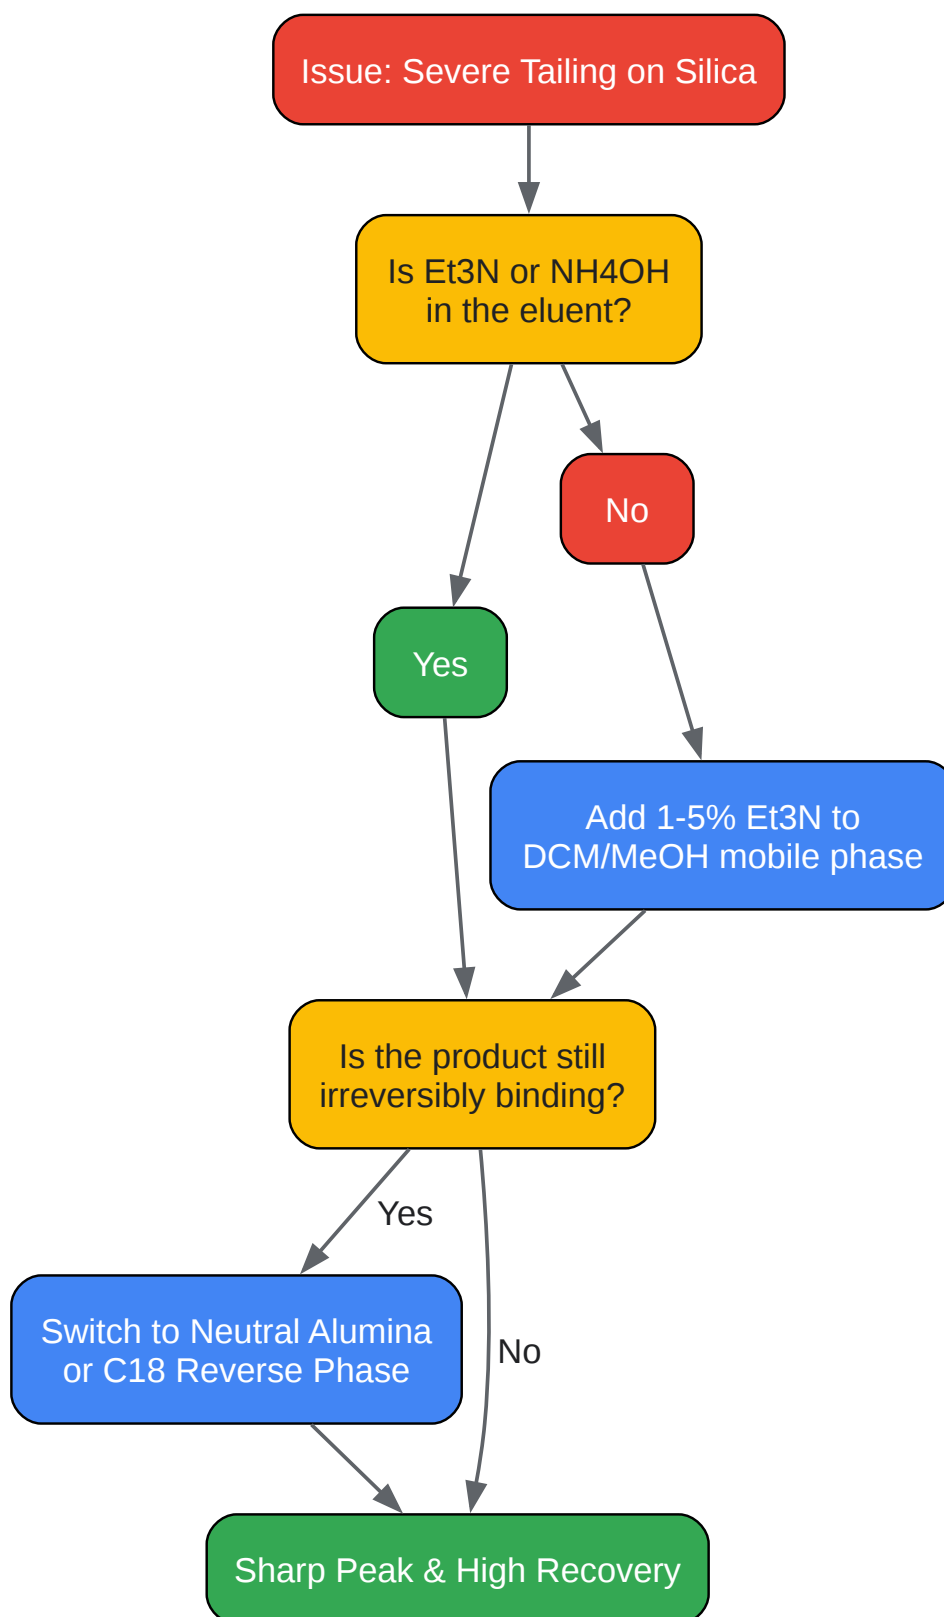 Issue: Severe Tailing on Silica
Is Et3N or NH4OH
in the eluent?
No
Yes
Add 1-5% Et3N to
DCM/MeOH mobile phase
Is the product still
irreversibly binding?
Yes
Switch to Neutral Alumina
or C18 Reverse Phase
No
Sharp Peak & High Recovery